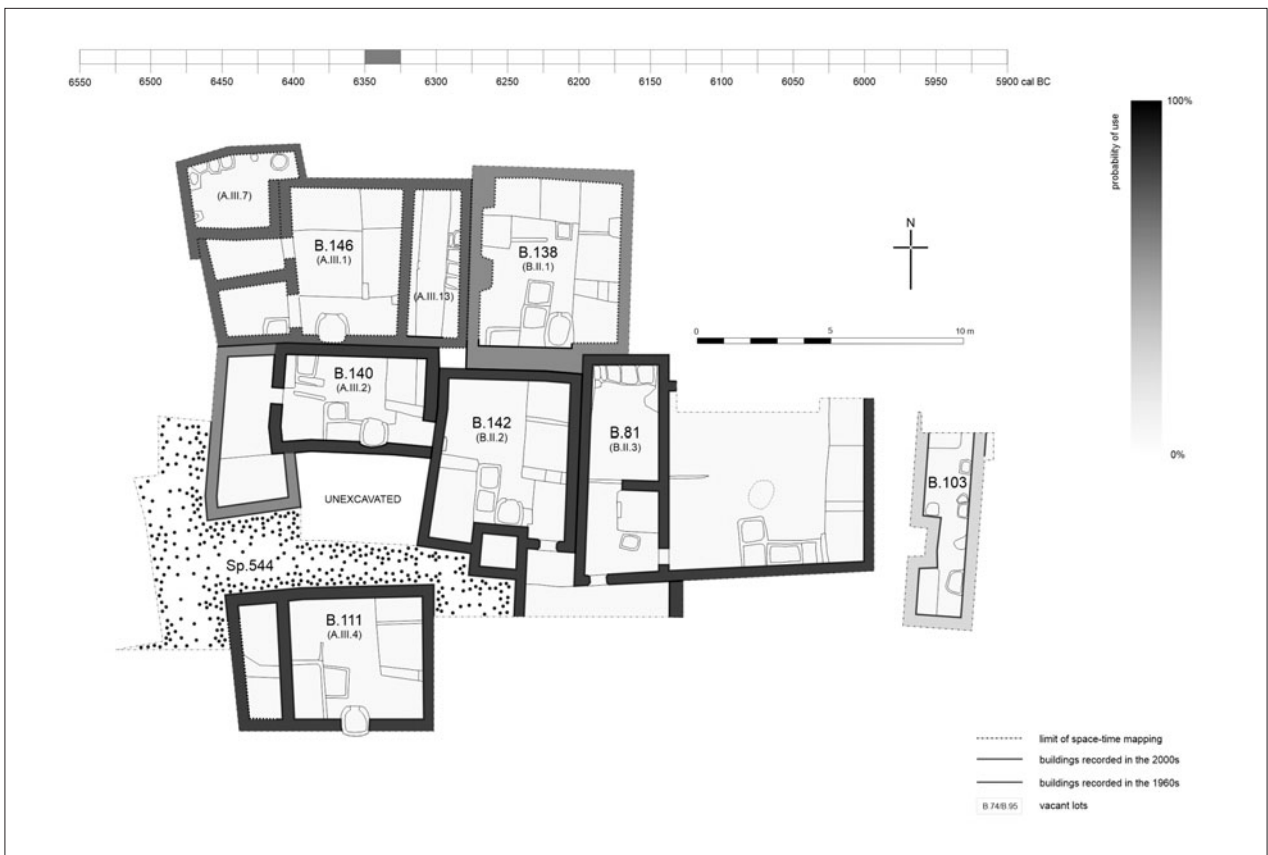 6550 6500 6450 6400 6350 6300 6250 6200 6150 6100 6050 6000 5950 5900 cal BC
100%
probability of use
0%
(A.III.7)
B.146
(A.III.1)
(A.III.13)
B.138
(B.II.1)
N
0 5 10 m
B.140
(A.III.2)
B.142
(B.II.2)
B.81
(B.II.3)
B.103
UNEXCAVATED
Sp.544
B.111
(A.III.4)
limit of space-time mapping
buildings recorded in the 2000s
buildings recorded in the 1960s
B.74/B.95 vacant lots